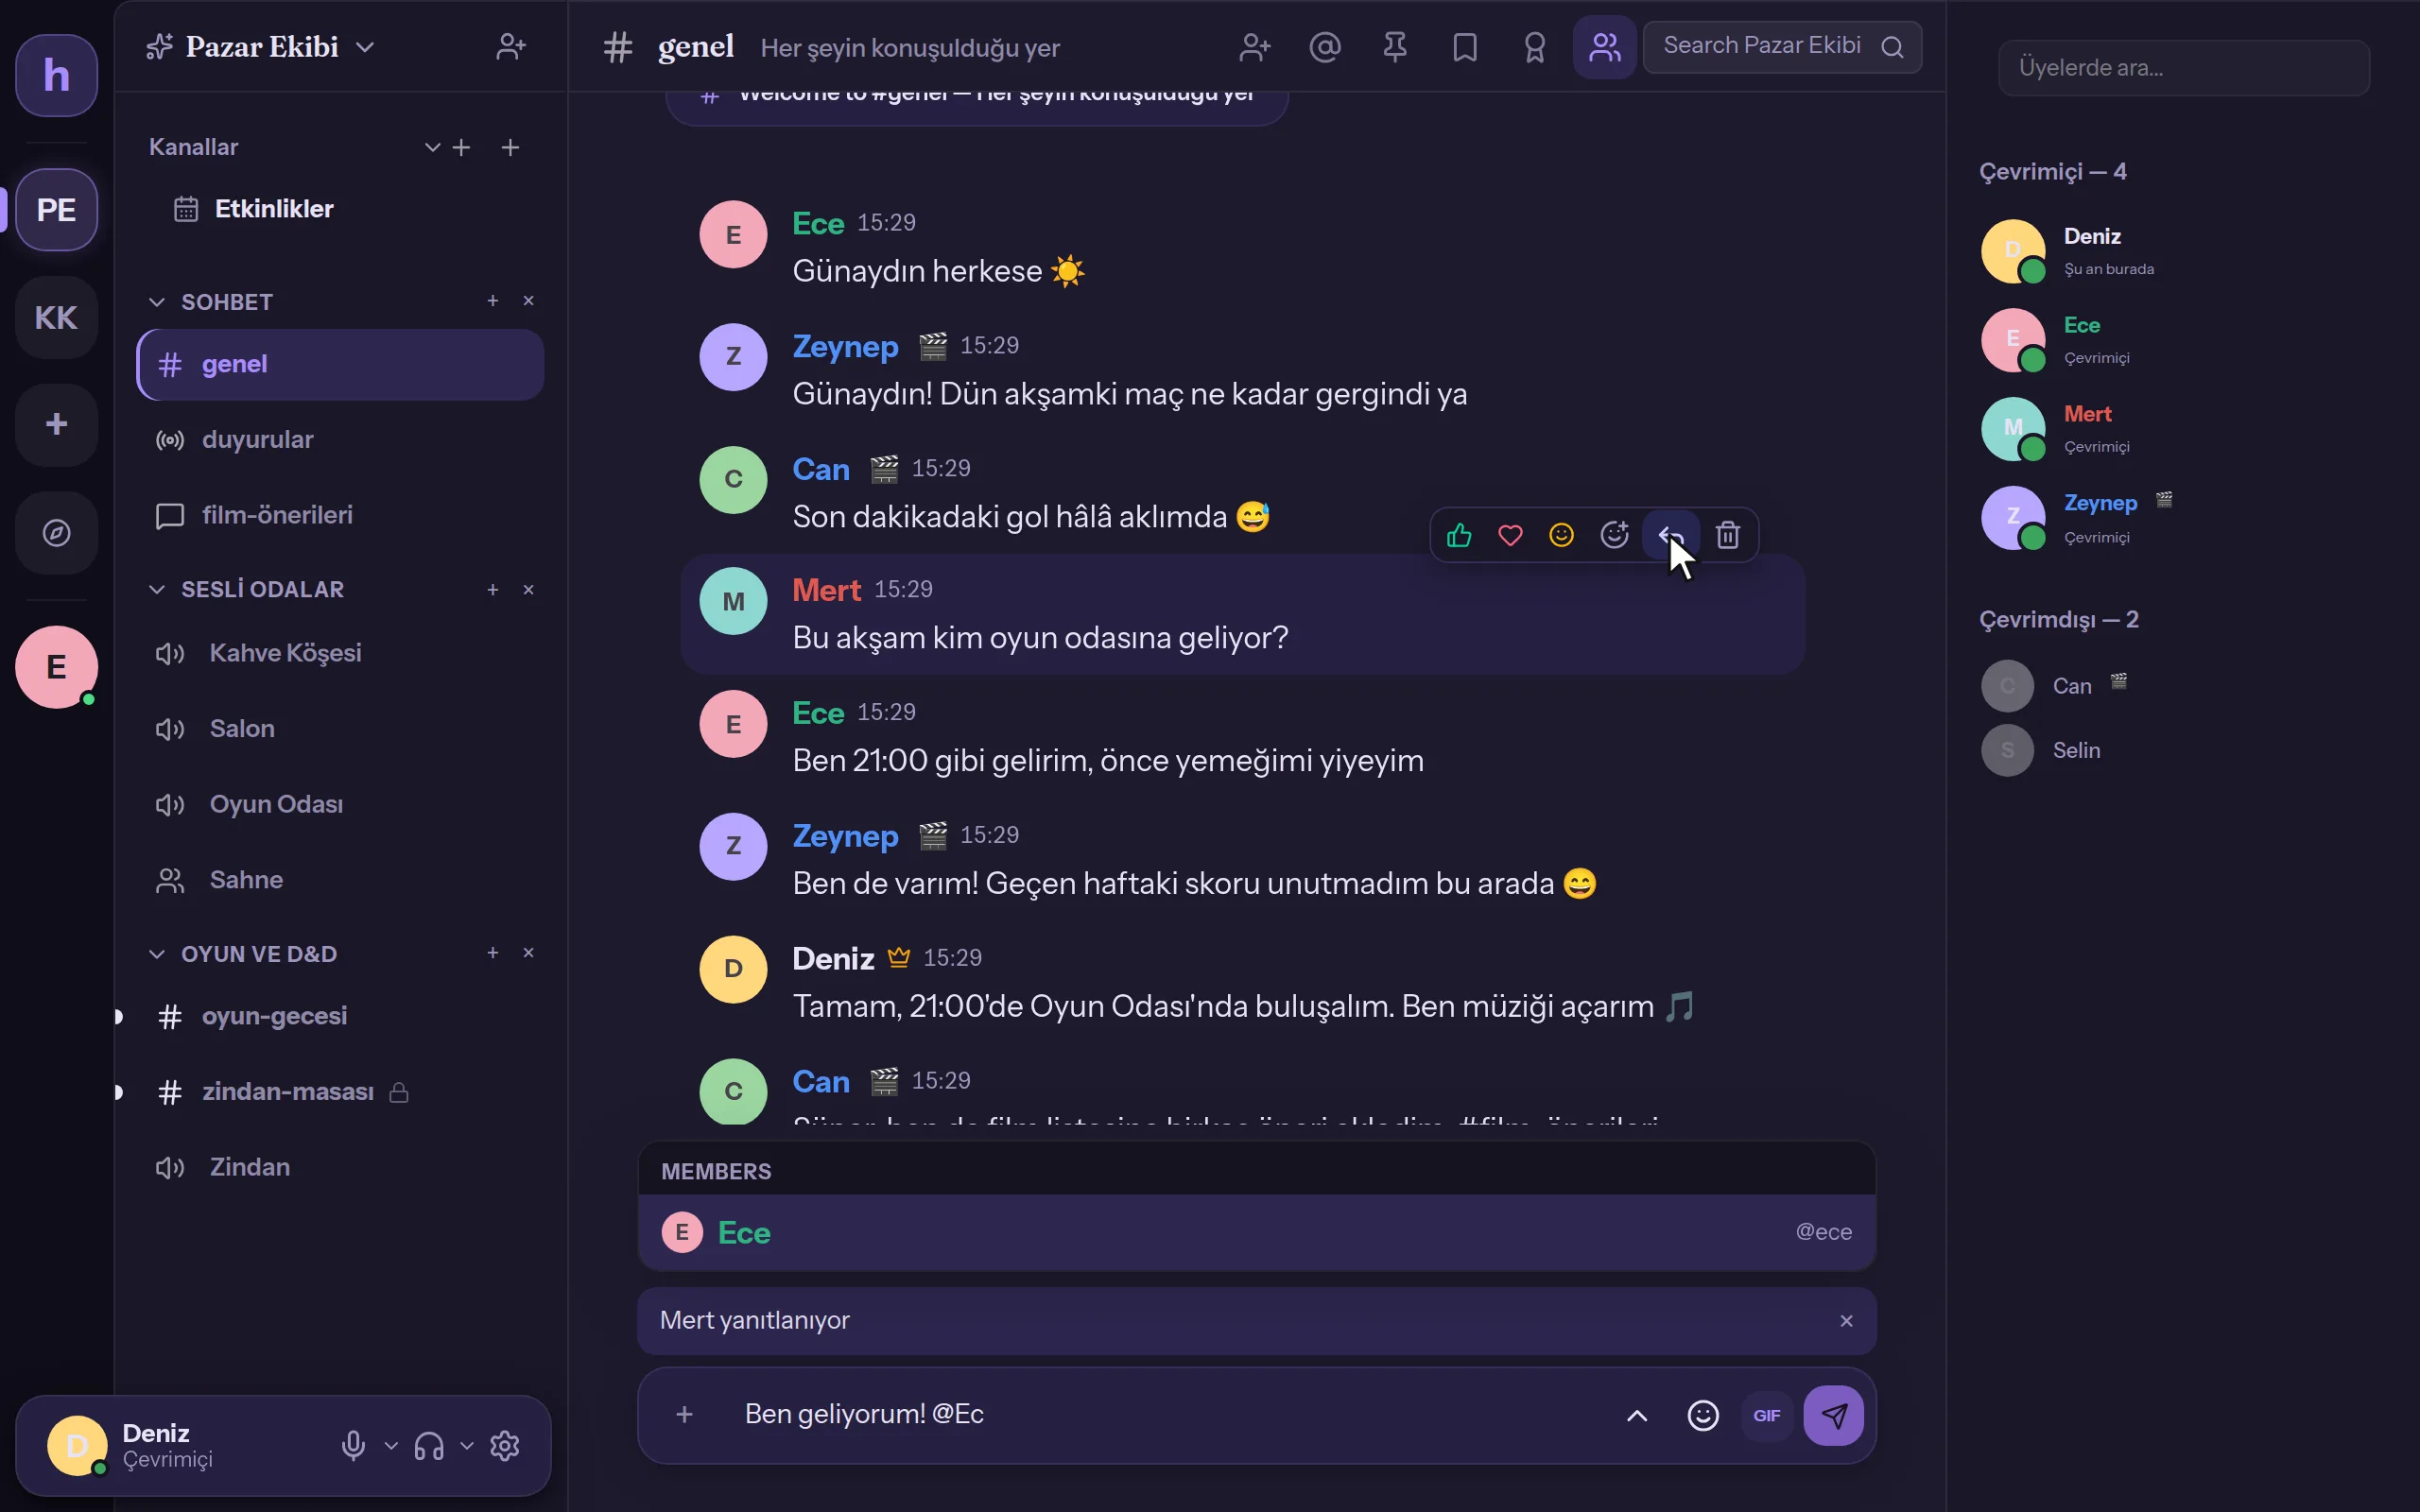 h
PE
KK
E
Pazar Ekibi
Kanallar
Etkinlikler
SOHBET
genel
duyurular
film-önerileri
SESLİ ODALAR
Kahve Köşesi
Salon
Oyun Odası
Sahne
OYUN VE D&D
oyun-gecesi
zindan-masası
Zindan
D
Deniz
Çevrimiçi
# genel Her şeyin konuşulduğu yer
Search Pazar Ekibi
# Welcome to #genel — Her şeyin konuşulduğu yer
E
Ece 15:29
Günaydın herkese ☀️
Z
Zeynep 🎬 15:29
Günaydın! Dün akşamki maç ne kadar gergindi ya
C
Can 🎬 15:29
Son dakikadaki gol hâlâ aklımda 😅
M
Mert 15:29
Bu akşam kim oyun odasına geliyor?
E
Ece 15:29
Ben 21:00 gibi gelirim, önce yemeğimi yiyeyim
Z
Zeynep 🎬 15:29
Ben de varım! Geçen haftaki skoru unutmadım bu arada 😄
D
Deniz 15:29
Tamam, 21:00'de Oyun Odası'nda buluşalım. Ben müziği açarım 🎵
C
Can 🎬 15:29
MEMBERS
E Ece @ece
Mert yanıtlanıyor
Ben geliyorum! @Ec
GIF
Üyelerde ara...
Çevrimiçi — 4
D
Deniz
Şu an burada
E
Ece
Çevrimiçi
M
Mert
Çevrimiçi
Z
Zeynep 🎬
Çevrimiçi
Çevrimdışı — 2
C
Can 🎬
S
Selin